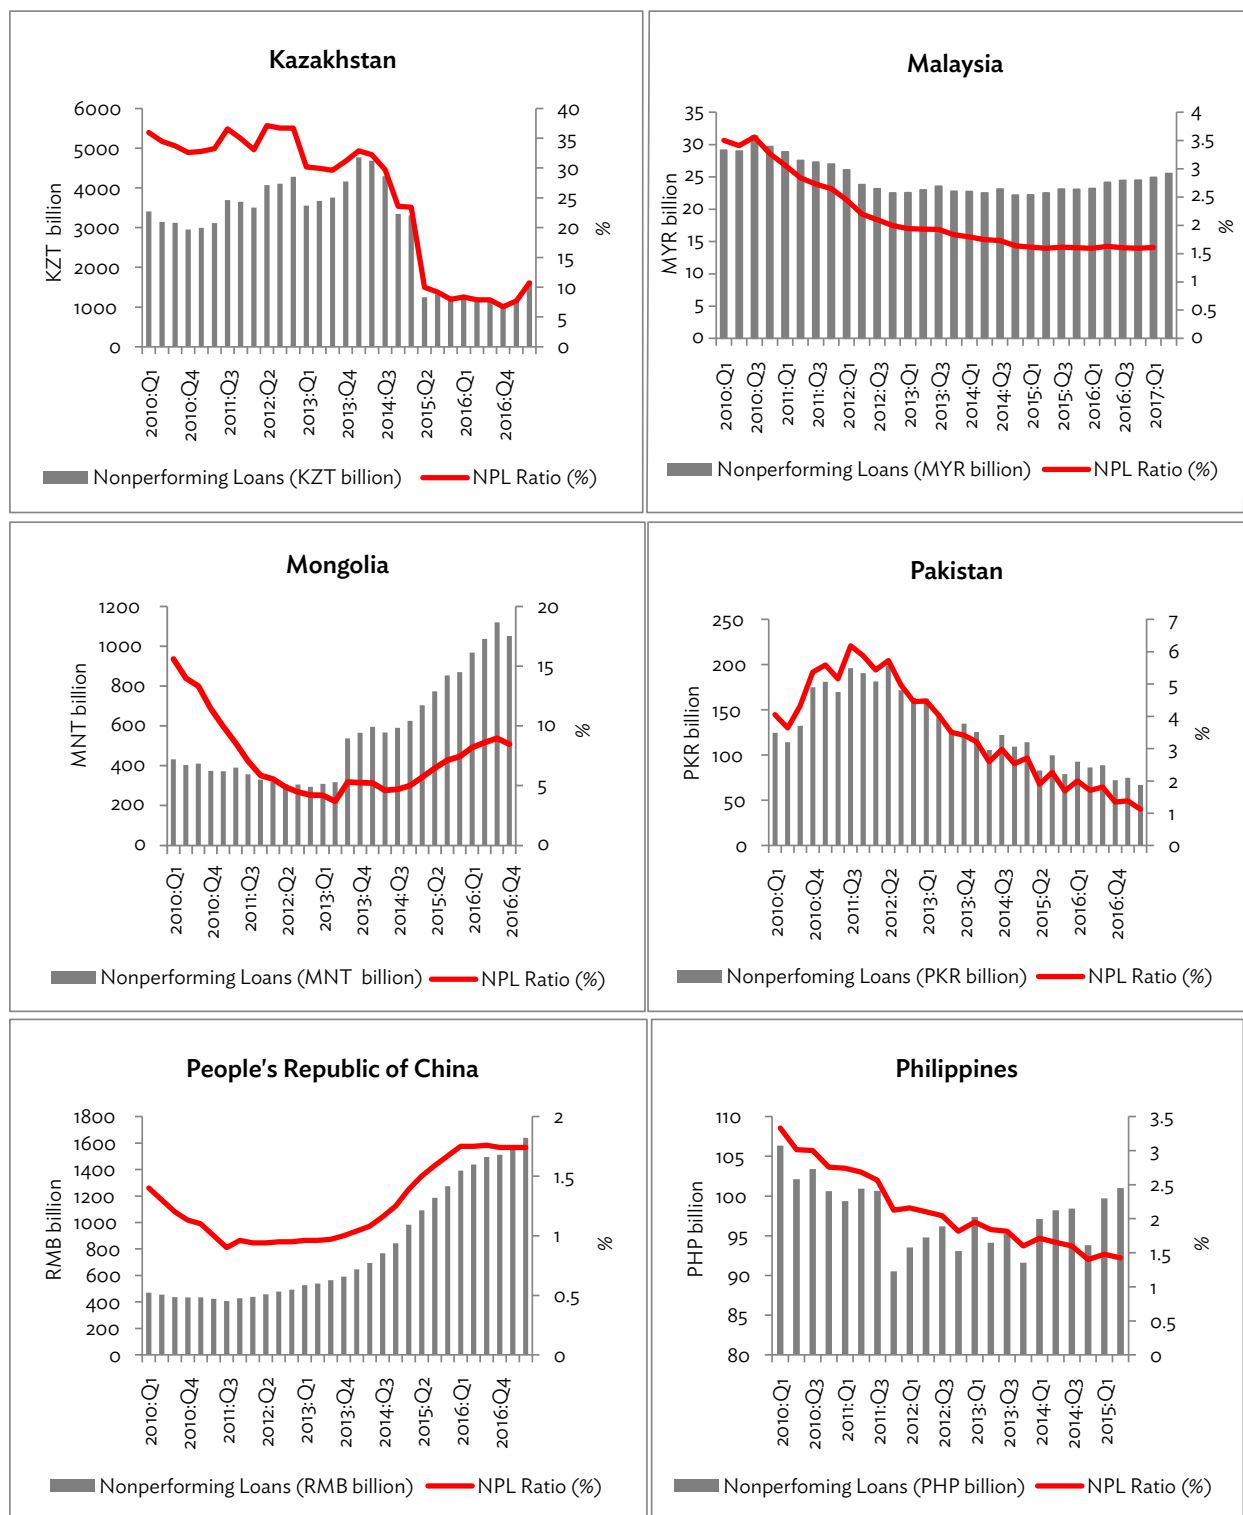 Kazakhstan
6000
5000
4000
3000
2000
1000
0
KZT billion
40
35
30
25
20
15
10
5
0
%
2010:Q1
2010:Q4
2011:Q3
2012:Q2
2013:Q1
2013:Q4
2014:Q3
2015:Q2
2016:Q1
2016:Q4
Nonperforming Loans (KZT billion)
NPL Ratio (%)
Malaysia
35
30
25
20
15
10
5
0
MYR billion
4
3.5
3
2.5
2
1.5
1
0.5
0
%
2010:Q1
2010:Q3
2011:Q1
2011:Q3
2012:Q1
2012:Q3
2013:Q1
2013:Q3
2014:Q1
2014:Q3
2015:Q1
2015:Q3
2016:Q1
2016:Q3
2017:Q1
Nonperforming Loans (MYR billion)
NPL Ratio (%)
Mongolia
1200
1000
800
600
400
200
0
MNT billion
20
15
10
5
0
%
2010:Q1
2010:Q4
2011:Q3
2012:Q2
2013:Q1
2013:Q4
2014:Q3
2015:Q2
2016:Q1
2016:Q4
Nonperforming Loans (MNT billion)
NPL Ratio (%)
Pakistan
250
200
150
100
50
0
PKR billion
7
6
5
4
3
2
1
0
%
2010:Q1
2010:Q4
2011:Q3
2012:Q2
2013:Q1
2013:Q4
2014:Q3
2015:Q2
2016:Q1
2016:Q4
Nonperfoming Loans (PKR billion)
NPL Ratio (%)
People's Republic of China
1800
1600
1400
1200
1000
800
600
400
200
0
RMB billion
2
1.5
1
0.5
0
%
2010:Q1
2010:Q4
2011:Q3
2012:Q2
2013:Q1
2013:Q4
2014:Q3
2015:Q2
2016:Q1
2016:Q4
Nonperfoming Loans (RMB billion)
NPL Ratio (%)
Philippines
110
105
100
95
90
85
80
PHP billion
3.5
3
2.5
2
1.5
1
0.5
0
%
2010:Q1
2010:Q3
2011:Q1
2011:Q3
2012:Q1
2012:Q3
2013:Q1
2013:Q3
2014:Q1
2014:Q3
2015:Q1
Nonperfoming Loans (PHP billion)
NPL Ratio (%)